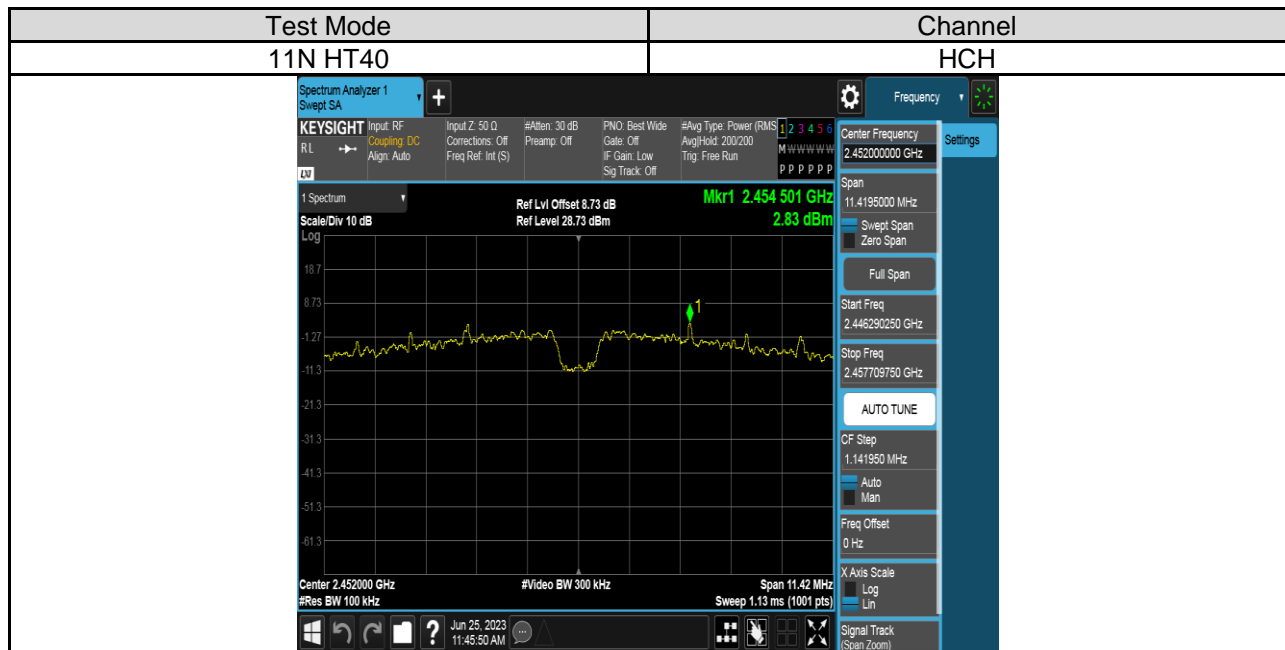 Test Mode Channel
11N HT40 HCH
Spectrum Analyzer 1
Swept SA
+
Frequency
KEYSIGHT
RL
LXI
Input: RF
Coupling: DC
Align: Auto
Input Z: 50 Ω
Corrections: Off
Freq Ref: Int (S)
#Atten: 30 dB
Preamp: Off
PNO: Best Wide
Gate: Off
IF Gain: Low
Sig Track: Off
#Avg Type: Power (RMS
Avg|Hold: 200/200
Trig: Free Run
1 2 3 4 5 6
M W W W W W
P P P P P P
1 Spectrum
Scale/Div 10 dB
Log
Ref Lvl Offset 8.73 dB
Ref Level 28.73 dBm
Mkr1 2.454 501 GHz
2.83 dBm
18.7
8.73
-1.27
-11.3
-21.3
-31.3
-41.3
-51.3
-61.3
1
Center 2.452000 GHz
#Res BW 100 kHz
#Video BW 300 kHz
Span 11.42 MHz
Sweep 1.13 ms (1001 pts)
Center Frequency
2.452000000 GHz
Settings
Span
11.4195000 MHz
Swept Span
Zero Span
Full Span
Start Freq
2.446290250 GHz
Stop Freq
2.457709750 GHz
AUTO TUNE
CF Step
1.141950 MHz
Auto
Man
Freq Offset
0 Hz
X Axis Scale
Log
Lin
Signal Track
(Span Zoom)
?
Jun 25, 2023
11:45:50 AM